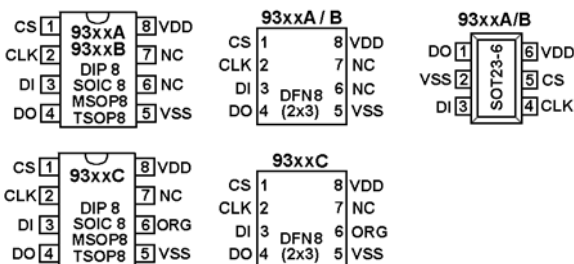 93xxA
93xxB
DIP 8
SOIC 8
MSOP8
TSOP8
CS 1
CLK 2
DI 3
DO 4
8 VDD
7 NC
6 NC
5 VSS
93xxA / B
CS 1
CLK 2
DI 3
DO 4
8 VDD
7 NC
6 NC
5 VSS
DFN8
(2x3)
93xxA/B
DO 1
VSS 2
DI 3
SOT23-6
6 VDD
5 CS
4 CLK
93xxC
DIP 8
SOIC 8
MSOP8
TSOP8
CS 1
CLK 2
DI 3
DO 4
8 VDD
7 NC
6 ORG
5 VSS
93xxC
CS 1
CLK 2
DI 3
DO 4
8 VDD
7 NC
6 ORG
5 VSS
DFN8
(2x3)